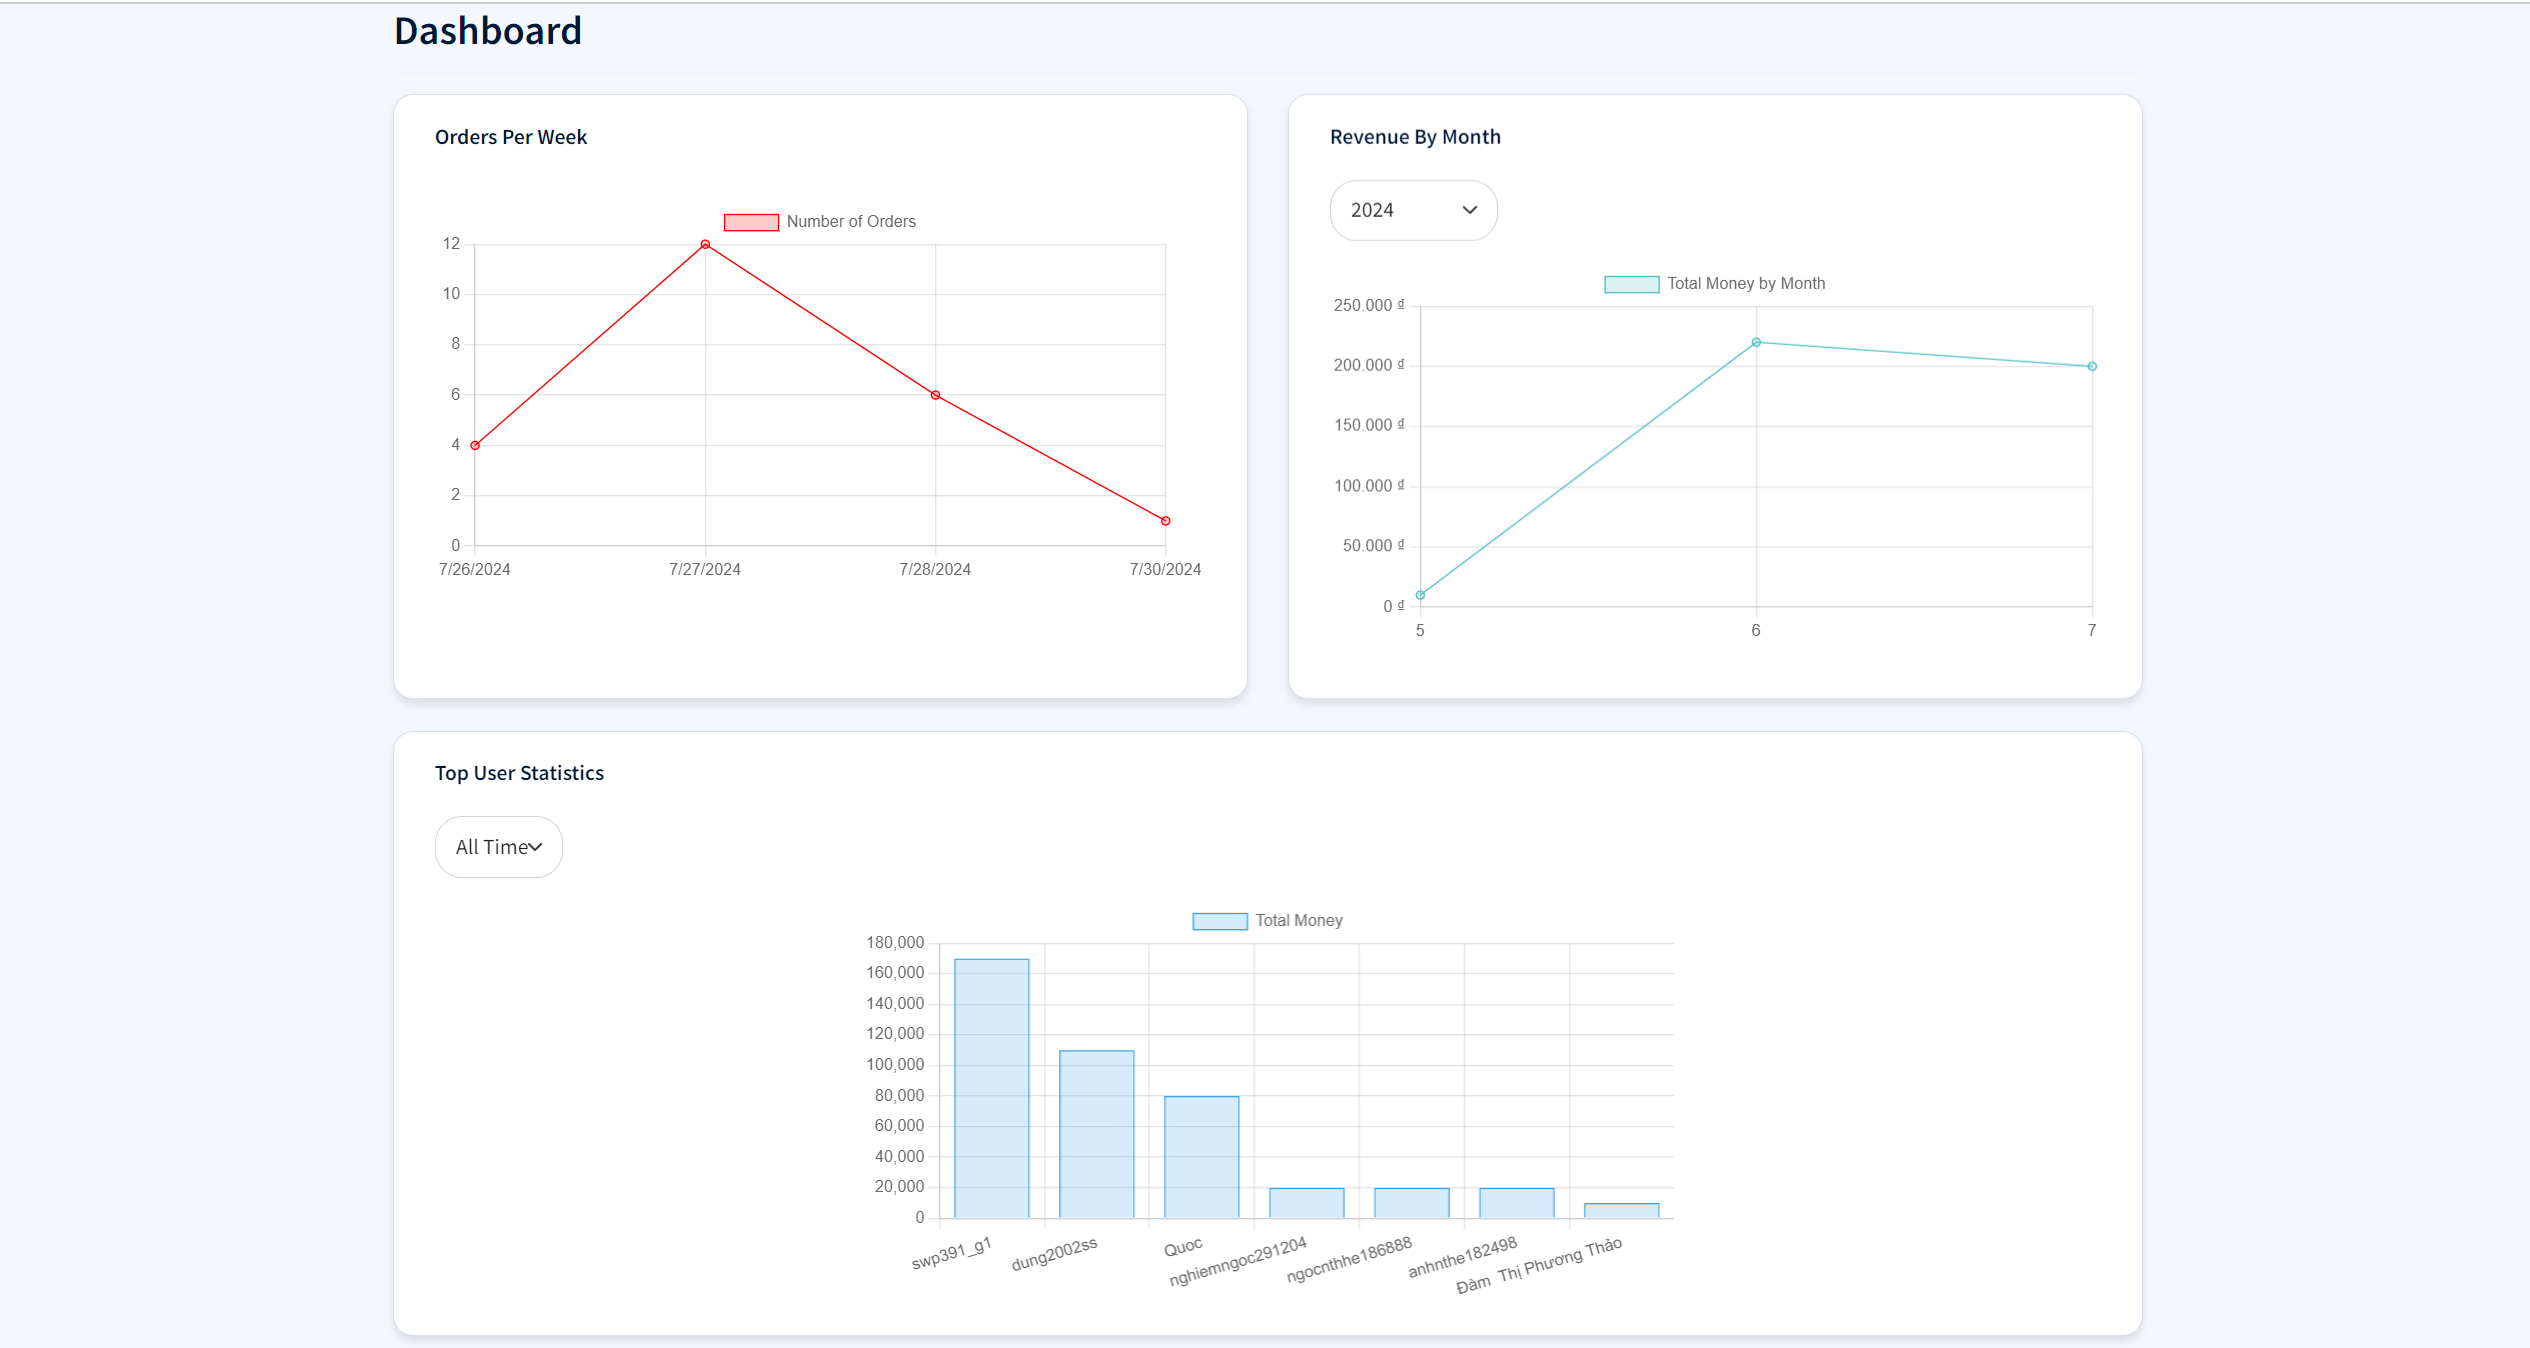 Dashboard
Orders Per Week
Number of Orders
12
10
8
6
4
2
0
7/26/2024 7/27/2024 7/28/2024 7/30/2024
Revenue By Month
2024
Total Money by Month
250.000 ₫
200.000 ₫
150.000 ₫
100.000 ₫
50.000 ₫
0 ₫
5 6 7
Top User Statistics
All Time
Total Money
180,000
160,000
140,000
120,000
100,000
80,000
60,000
40,000
20,000
0
swp391_g1
dung2002ss
Quoc
nghiemngoc291204
ngocnthhe186888
anhnthe182498
Đàm Thị Phương Thảo